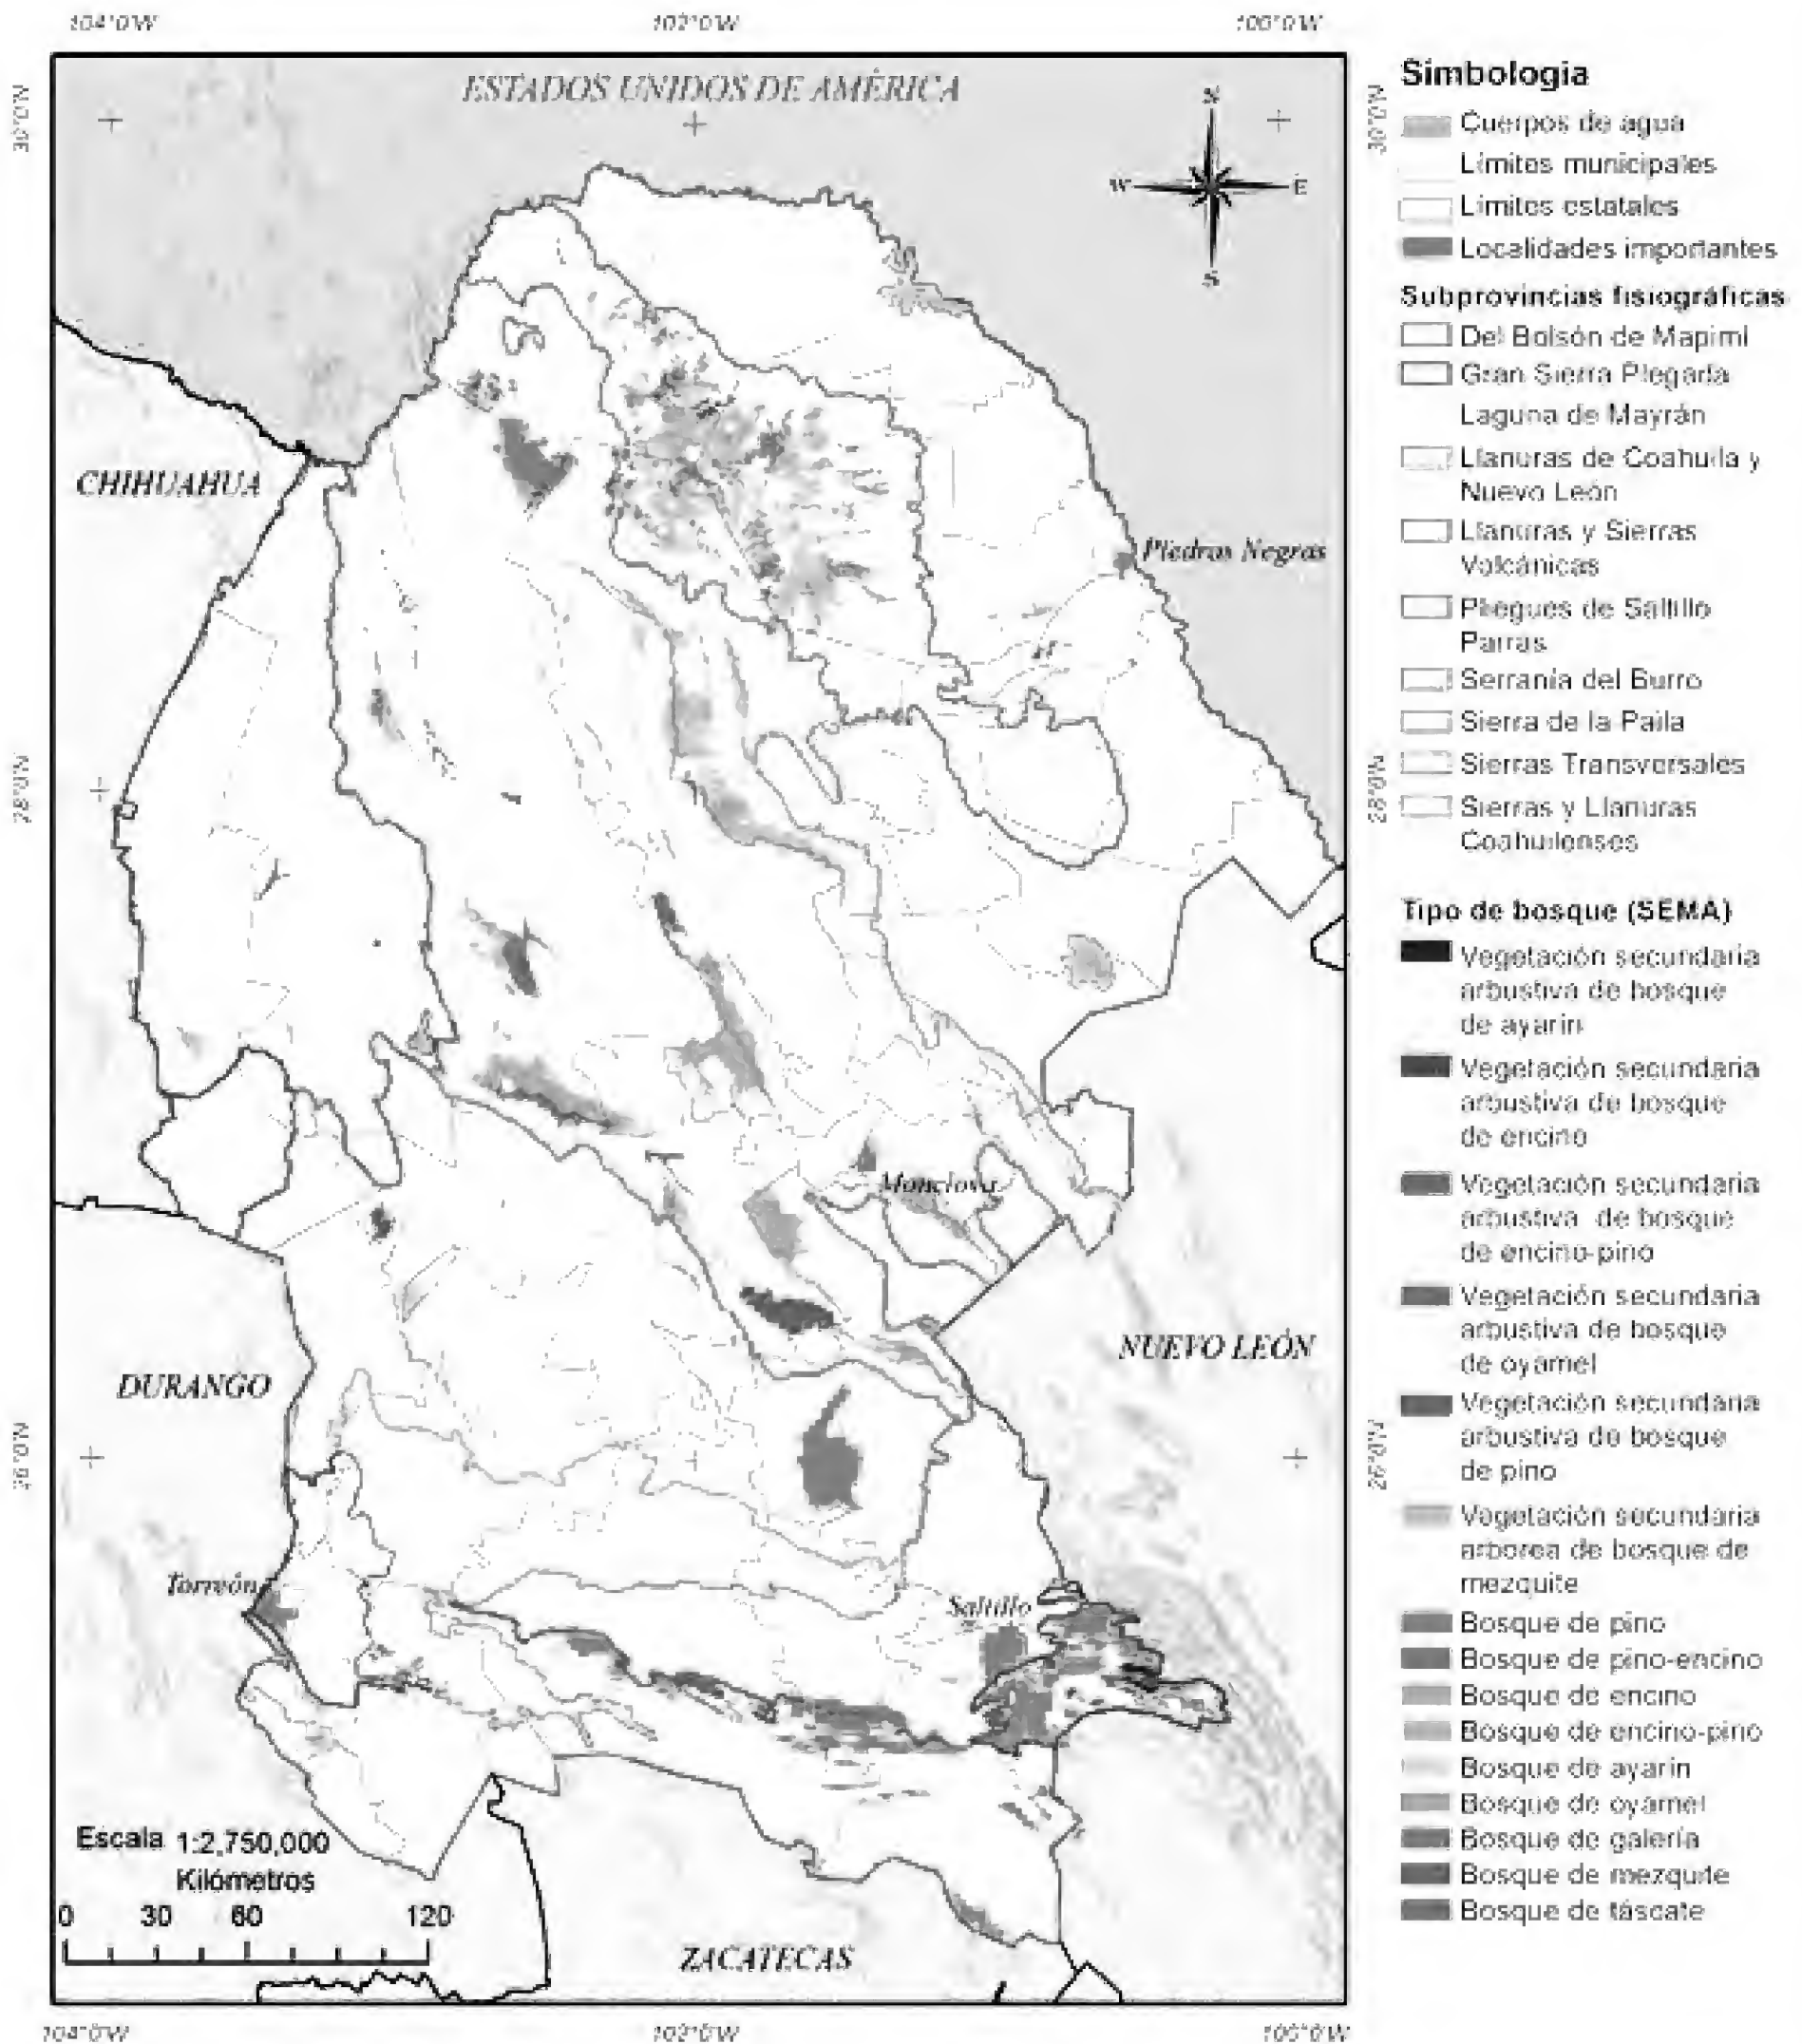 104°0'W 102°0'W 100°0'W
30°0'N 30°0'N
ESTADOS UNIDOS DE AMÉRICA
N
W E
S
CHIHUAHUA
Piedras Negras
28°0'N 28°0'N
Monclova
NUEVO LEÓN
DURANGO
26°0'N 26°0'N
Torreón
Saltillo
Escala 1:2,750,000
Kilómetros
0 30 60 120
ZACATECAS
104°0'W 102°0'W 100°0'W
Simbología
Cuerpos de agua
Límites municipales
Límites estatales
Localidades importantes
Subprovincias fisiográficas
Del Bolsón de Mapimí
Gran Sierra Plegada
Laguna de Mayrán
Llanuras de Coahuila y
Nuevo León
Llanuras y Sierras
Volcánicas
Pliegues de Saltillo
Parras
Serranía del Burro
Sierra de la Paila
Sierras Transversales
Sierras y Llanuras
Coahuilenses
Tipo de bosque (SEMA)
Vegetación secundaria
arbustiva de bosque
de ayarin
Vegetación secundaria
arbustiva de bosque
de encino
Vegetación secundaria
arbustiva de bosque
de encino-pino
Vegetación secundaria
arbustiva de bosque
de oyamel
Vegetación secundaria
arbustiva de bosque
de pino
Vegetación secundaria
arborea de bosque de
mezquite
Bosque de pino
Bosque de pino-encino
Bosque de encino
Bosque de encino-pino
Bosque de ayarin
Bosque de oyamel
Bosque de galería
Bosque de mezquite
Bosque de táscate